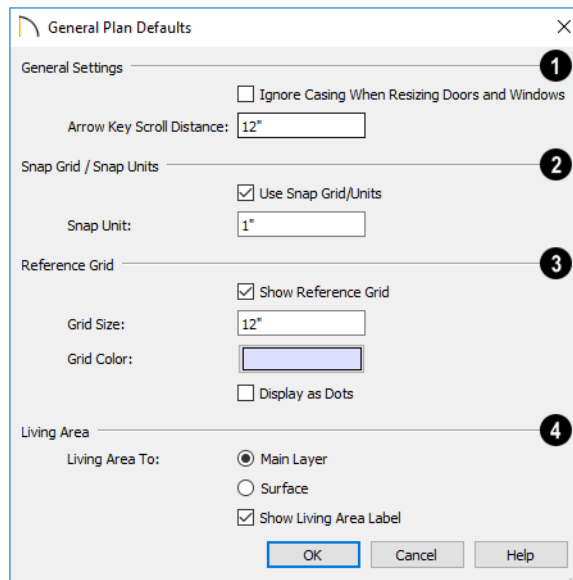 General Plan Defaults
General Settings 1
Ignore Casing When Resizing Doors and Windows
Arrow Key Scroll Distance: 12"
Snap Grid / Snap Units 2
Use Snap Grid/Units
Snap Unit: 1"
Reference Grid 3
Show Reference Grid
Grid Size: 12"
Grid Color:
Display as Dots
Living Area 4
Living Area To: Main Layer
Surface
Show Living Area Label
OK Cancel Help